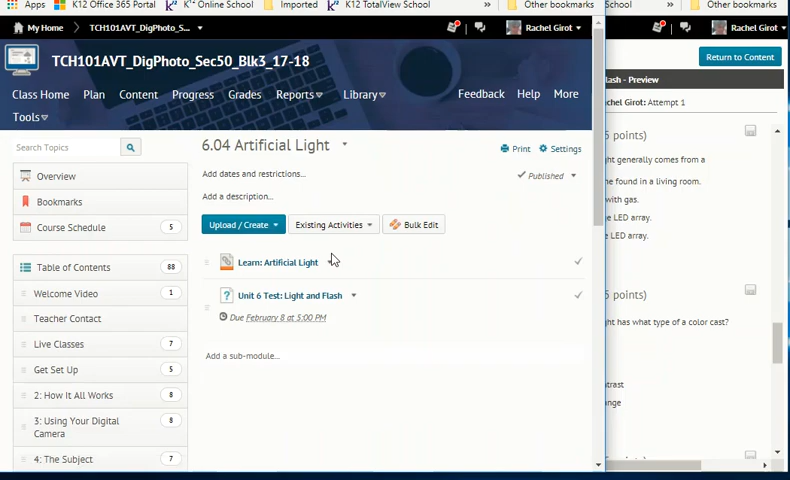 Apps K12 Office 365 Portal K¹² Online School Imported K12 TotalView School » Other bookmarks » Other bookmarks
My Home TCH101AVT_DigPhoto_S... Rachel Girot Rachel Girot
TCH101AVT_DigPhoto_Sec50_Blk3_17-18
Return to Content
Class Home Plan Content Progress Grades Reports Library Feedback Help More
Tools
lash - Preview
achel Girot: Attempt 1
Search Topics
Overview
Bookmarks
Course Schedule 5
Table of Contents 88
Welcome Video 1
Teacher Contact
Live Classes 7
Get Set Up 5
2: How It All Works 8
3: Using Your Digital
Camera 8
4: The Subject 7
6.04 Artificial Light
Print Settings
Add dates and restrictions...
Published
Add a description...
Upload / Create Existing Activities Bulk Edit
Learn: Artificial Light
Unit 6 Test: Light and Flash
Due February 8 at 5:00 PM
Add a sub-module...
5 points)
ght generally comes from a
ne found in a living room.
with gas.
e LED array.
e LED array.
5 points)
ght has what type of a color cast?
trast
nge